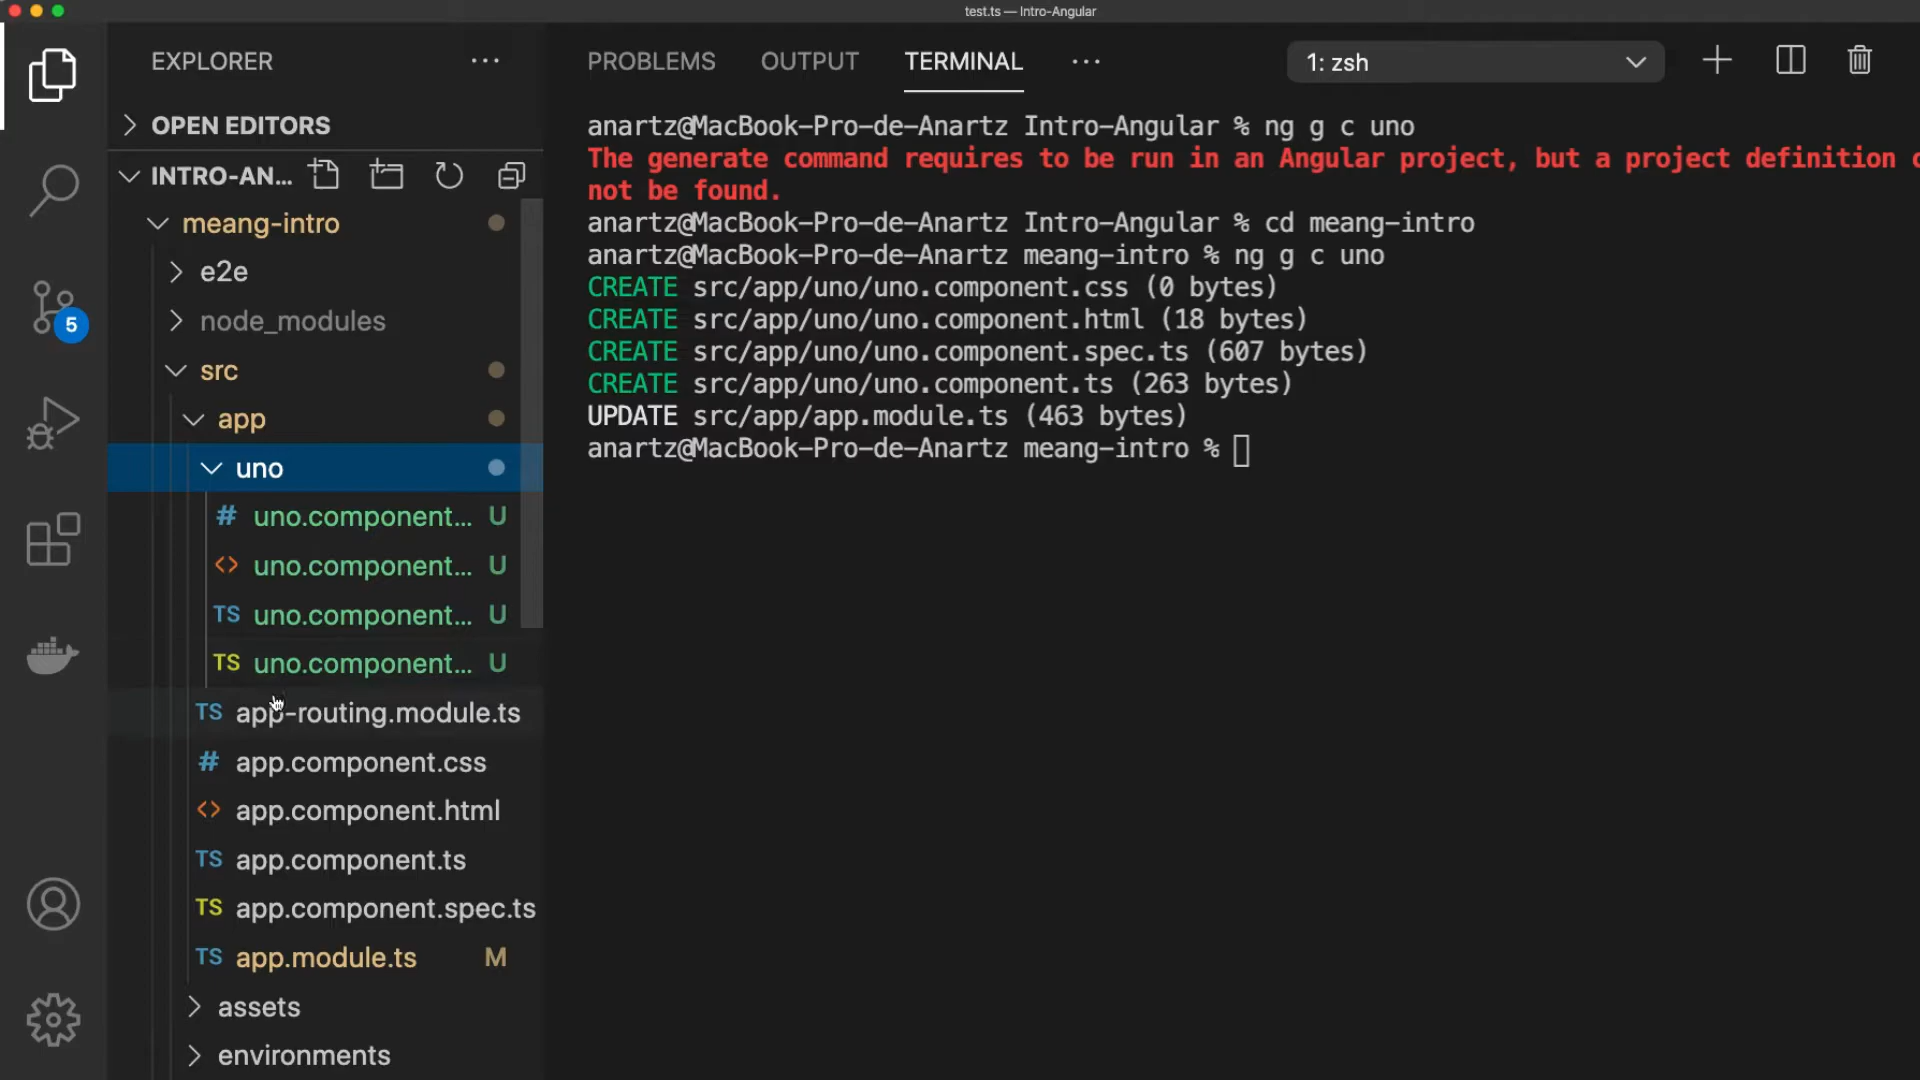 test.ts — Intro-Angular
EXPLORER
OPEN EDITORS
INTRO-AN...
meang-intro
e2e
node_modules
src
app
uno
# uno.component... U
<> uno.component... U
TS uno.component... U
TS uno.component... U
TS app-routing.module.ts
# app.component.css
<> app.component.html
TS app.component.ts
TS app.component.spec.ts
TS app.module.ts M
assets
environments
5
PROBLEMS OUTPUT TERMINAL ... 1: zsh
anartz@MacBook-Pro-de-Anartz Intro-Angular % ng g c uno
The generate command requires to be run in an Angular project, but a project definition
not be found.
anartz@MacBook-Pro-de-Anartz Intro-Angular % cd meang-intro
anartz@MacBook-Pro-de-Anartz meang-intro % ng g c uno
CREATE src/app/uno/uno.component.css (0 bytes)
CREATE src/app/uno/uno.component.html (18 bytes)
CREATE src/app/uno/uno.component.spec.ts (607 bytes)
CREATE src/app/uno/uno.component.ts (263 bytes)
UPDATE src/app/app.module.ts (463 bytes)
anartz@MacBook-Pro-de-Anartz meang-intro %